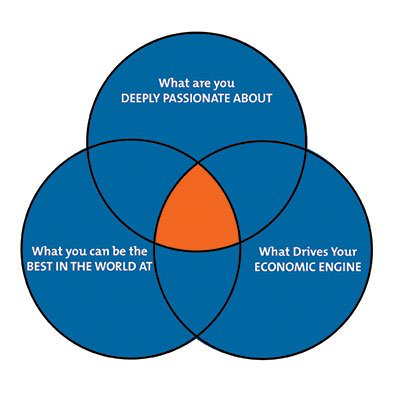 What are you
DEEPLY PASSIONATE ABOUT
What you can be the
BEST IN THE WORLD AT
What Drives Your
ECONOMIC ENGINE